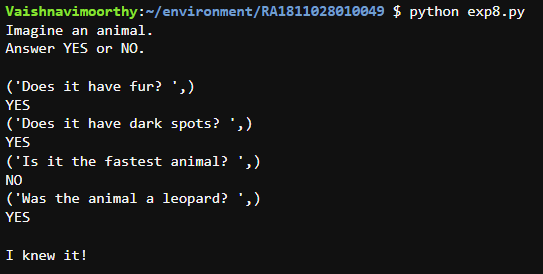 Vaishnavimoorthy:~/environment/RA1811028010049 $ python exp8.py
Imagine an animal.
Answer YES or NO.
('Does it have fur? ',)
YES
('Does it have dark spots? ',)
YES
('Is it the fastest animal? ',)
NO
('Was the animal a leopard? ',)
YES
I knew it!